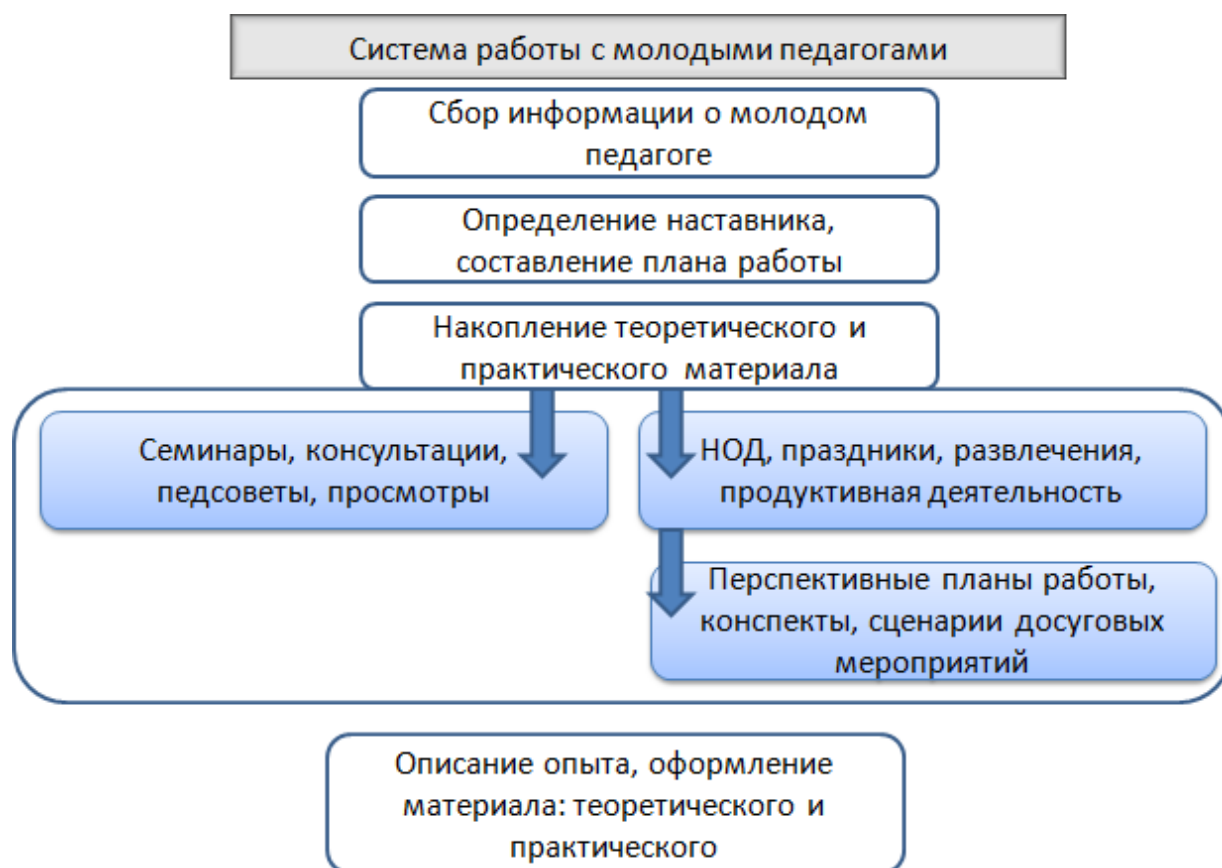 Система работы с молодыми педагогами
Сбор информации о молодом
педагоге
Определение наставника,
составление плана работы
Накопление теоретического и
практического материала
Семинары, консультации,
педсоветы, просмотры
НОД, праздники, развлечения,
продуктивная деятельность
Перспективные планы работы,
конспекты, сценарии досуговых
мероприятий
Описание опыта, оформление
материала: теоретического и
практического